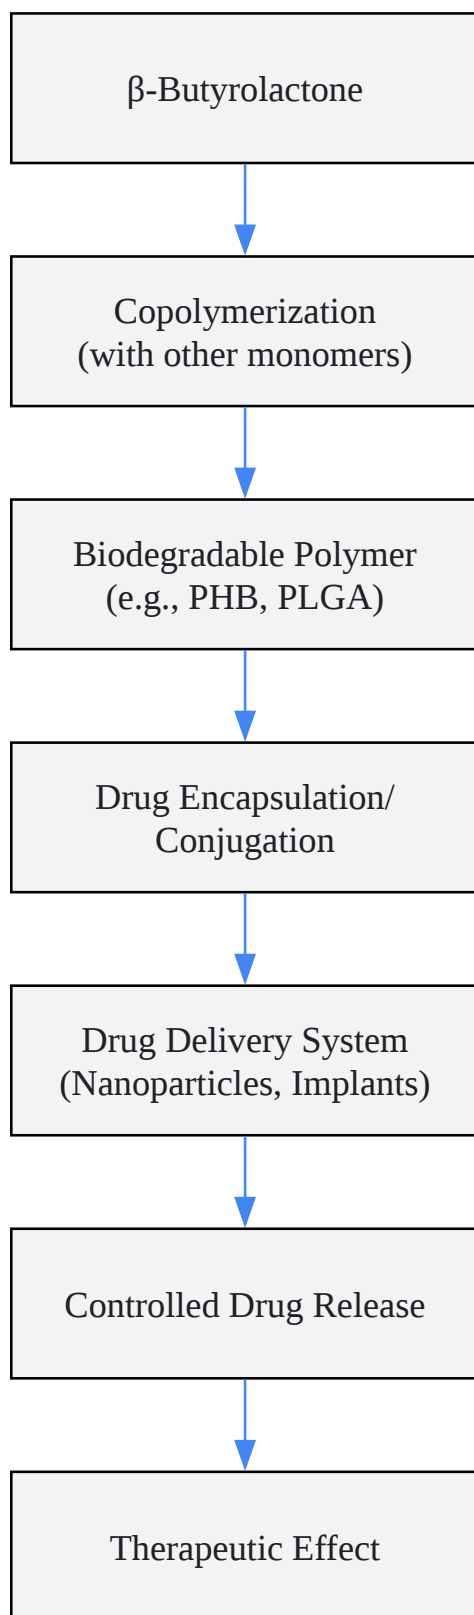 β-Butyrolactone
Copolymerization
(with other monomers)
Biodegradable Polymer
(e.g., PHB, PLGA)
Drug Encapsulation/
Conjugation
Drug Delivery System
(Nanoparticles, Implants)
Controlled Drug Release
Therapeutic Effect